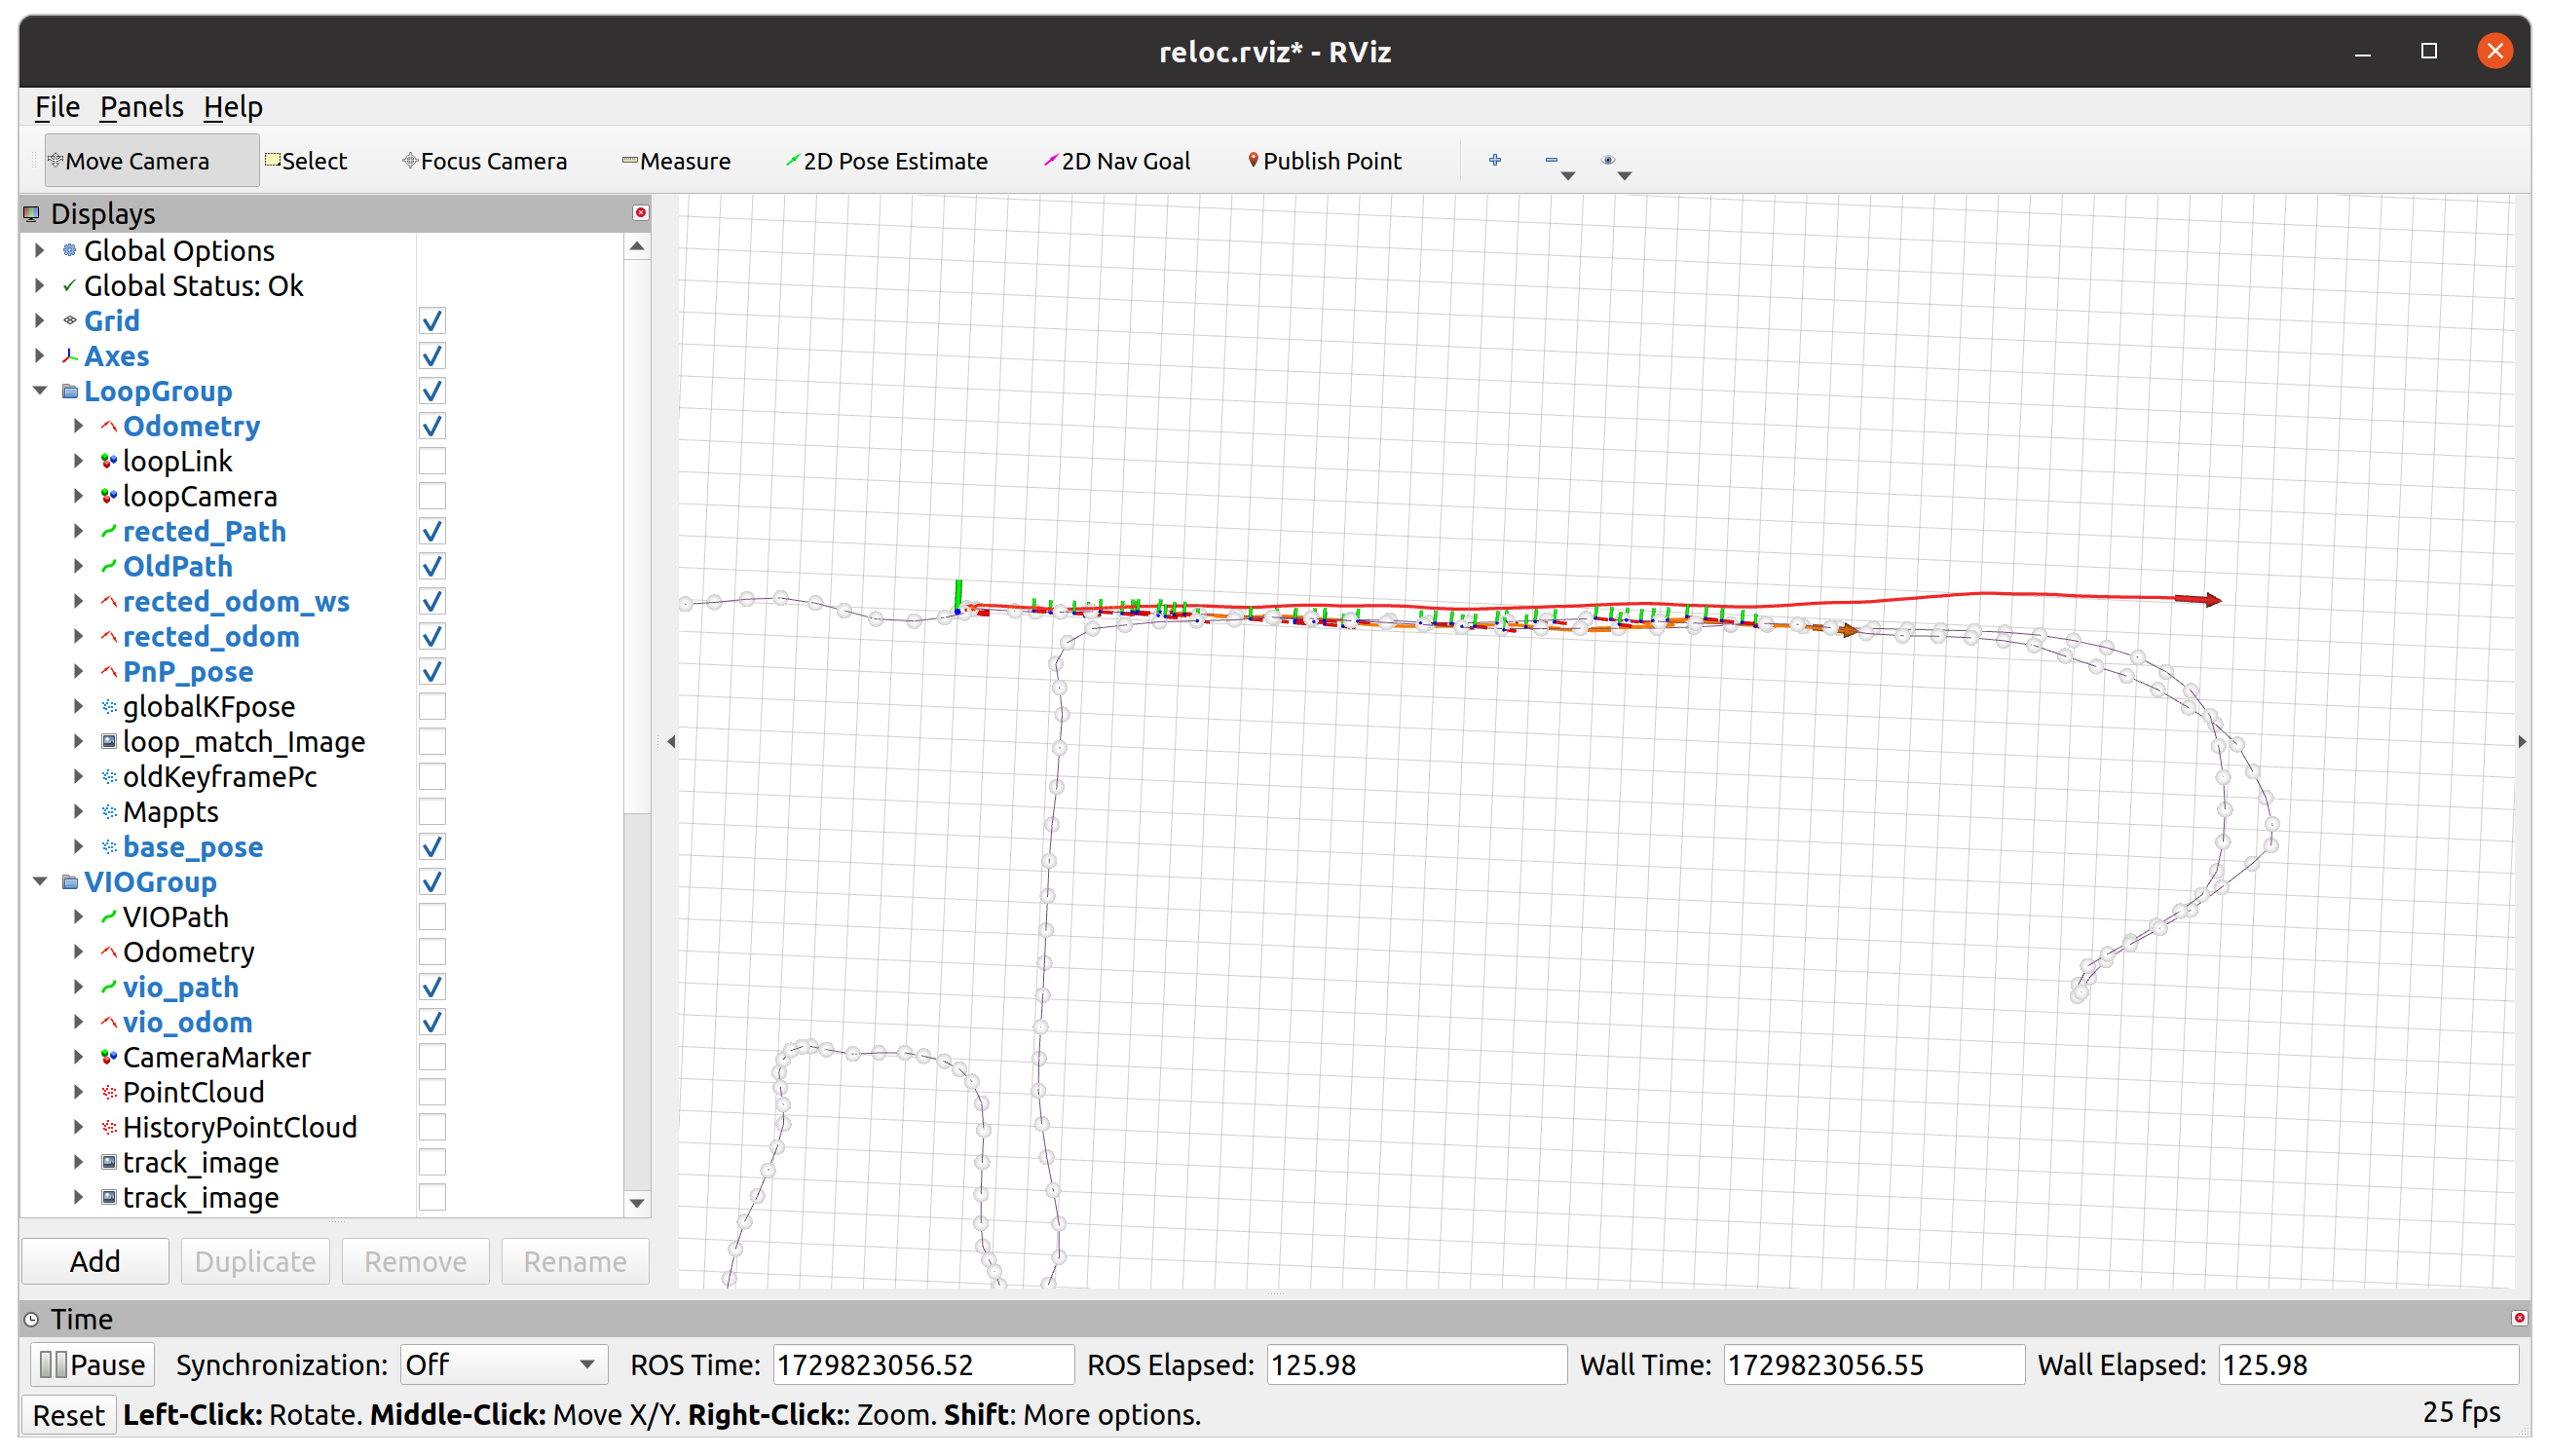 reloc.rviz* - RViz
File Panels Help
Move Camera Select Focus Camera Measure 2D Pose Estimate 2D Nav Goal Publish Point
Displays
Global Options
Global Status: Ok
Grid
Axes
LoopGroup
Odometry
loopLink
loopCamera
rected_Path
OldPath
rected_odom_ws
rected_odom
PnP_pose
globalKFpose
loop_match_Image
oldKeyframePc
Mappts
base_pose
VIOGroup
VIOPath
Odometry
vio_path
vio_odom
CameraMarker
PointCloud
HistoryPointCloud
track_image
track_image
Add Duplicate Remove Rename
Time
Pause Synchronization: Off ROS Time: 1729823056.52 ROS Elapsed: 125.98 Wall Time: 1729823056.55 Wall Elapsed: 125.98
Reset Left-Click: Rotate. Middle-Click: Move X/Y. Right-Click:: Zoom. Shift: More options. 25 fps